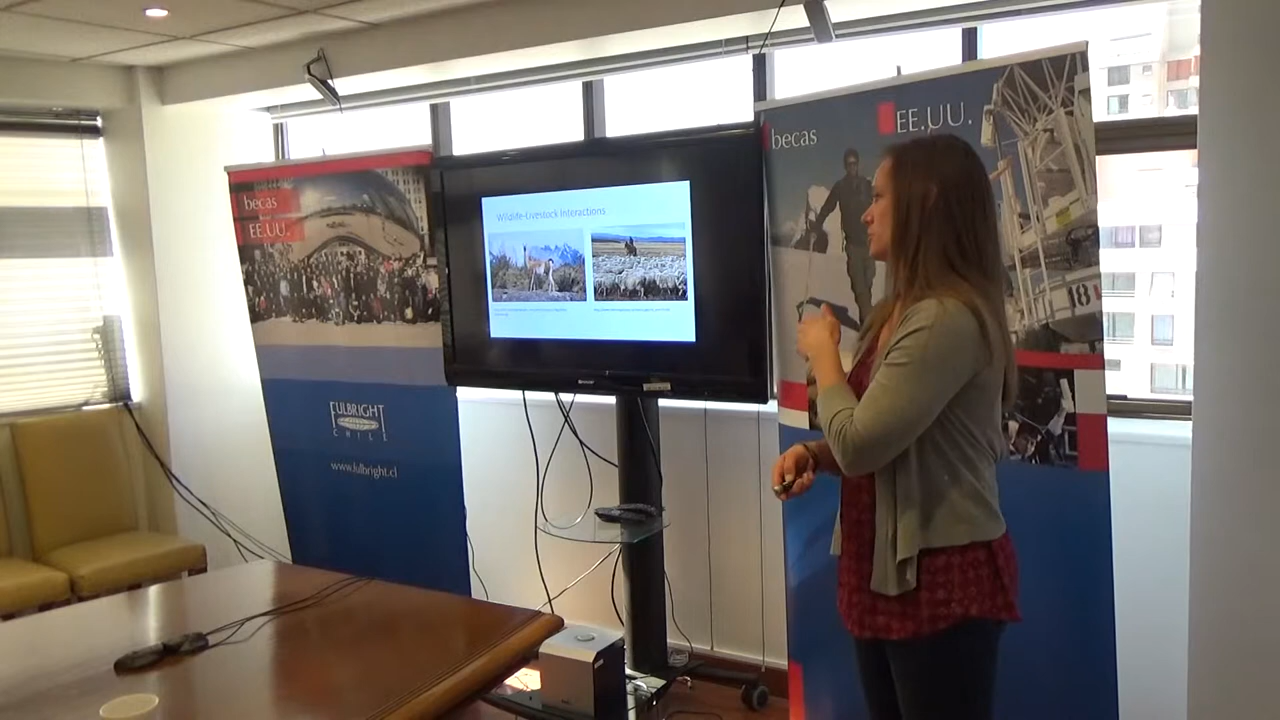 becas
EE.UU.
FULBRIGHT
CHILE
www.fulbright.cl
Wildlife-Livestock Interactions
becas
EE.UU.
18